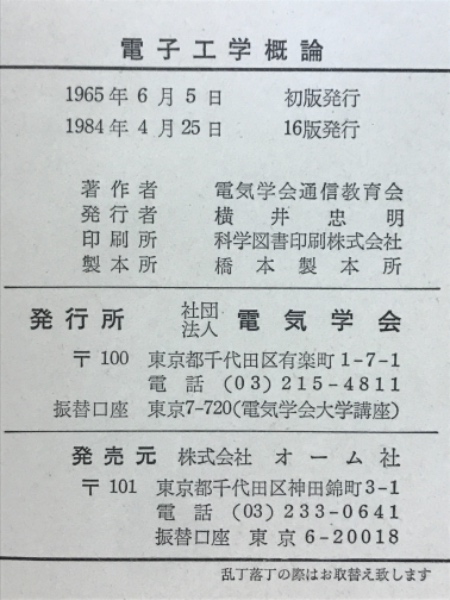 電子工学概論
1965年 6月 5日 初版発行
1984年 4月 25日 16版発行
著作者 電気学会通信教育会
発行者 横井忠明
印刷所 科学図書印刷株式会社
製本所 橋本製本所
発行所 社団法人 電気学会
〒100 東京都千代田区有楽町1-7-1
電話 (03)215-4811
振替口座 東京7-720(電気学会大学講座)
発売元 株式会社 オーム社
〒101 東京都千代田区神田錦町3-1
電話 (03)233-0641
振替口座 東京6-20018
乱丁落丁の際はお取替え致します